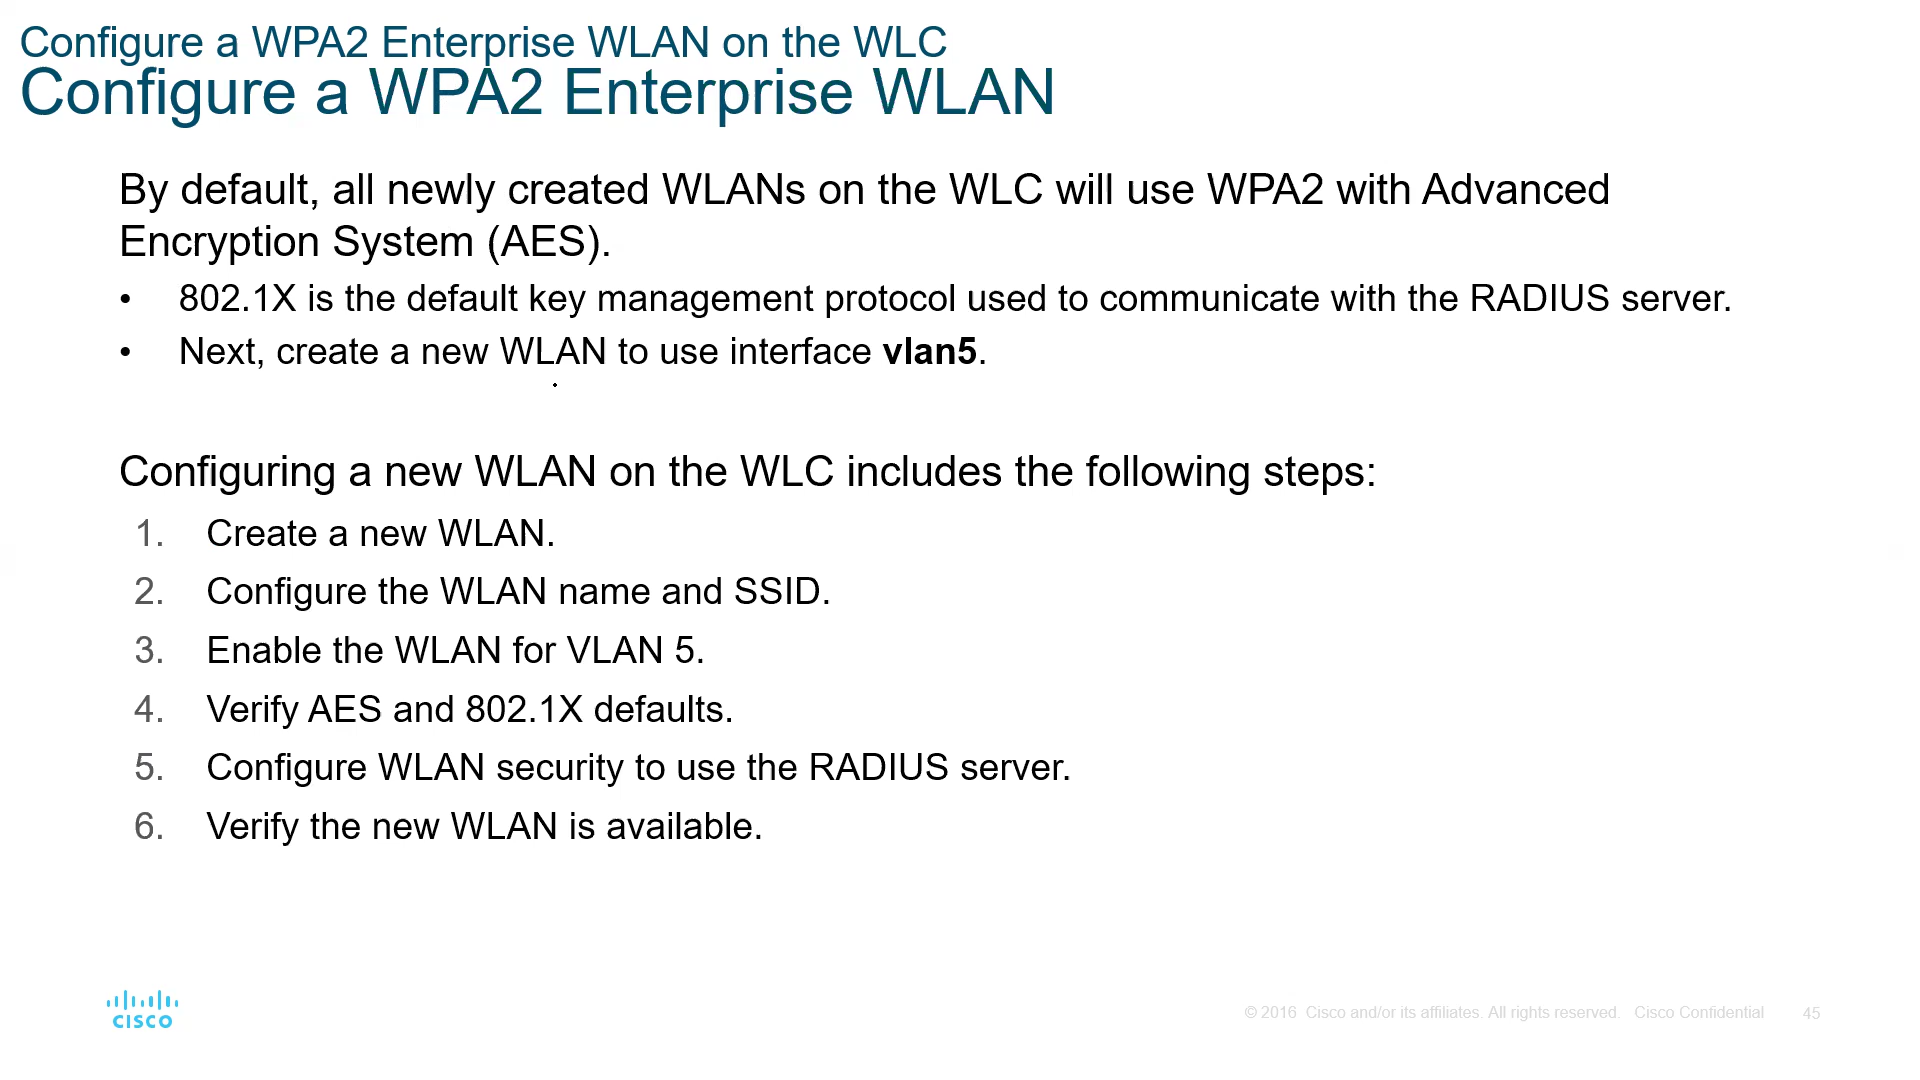 Configure a WPA2 Enterprise WLAN on the WLC
Configure a WPA2 Enterprise WLAN
By default, all newly created WLANs on the WLC will use WPA2 with Advanced
Encryption System (AES).
• 802.1X is the default key management protocol used to communicate with the RADIUS server.
• Next, create a new WLAN to use interface vlan5.
Configuring a new WLAN on the WLC includes the following steps:
1. Create a new WLAN.
2. Configure the WLAN name and SSID.
3. Enable the WLAN for VLAN 5.
4. Verify AES and 802.1X defaults.
5. Configure WLAN security to use the RADIUS server.
6. Verify the new WLAN is available.
CISCO
© 2016 Cisco and/or its affiliates. All rights reserved. Cisco Confidential 45